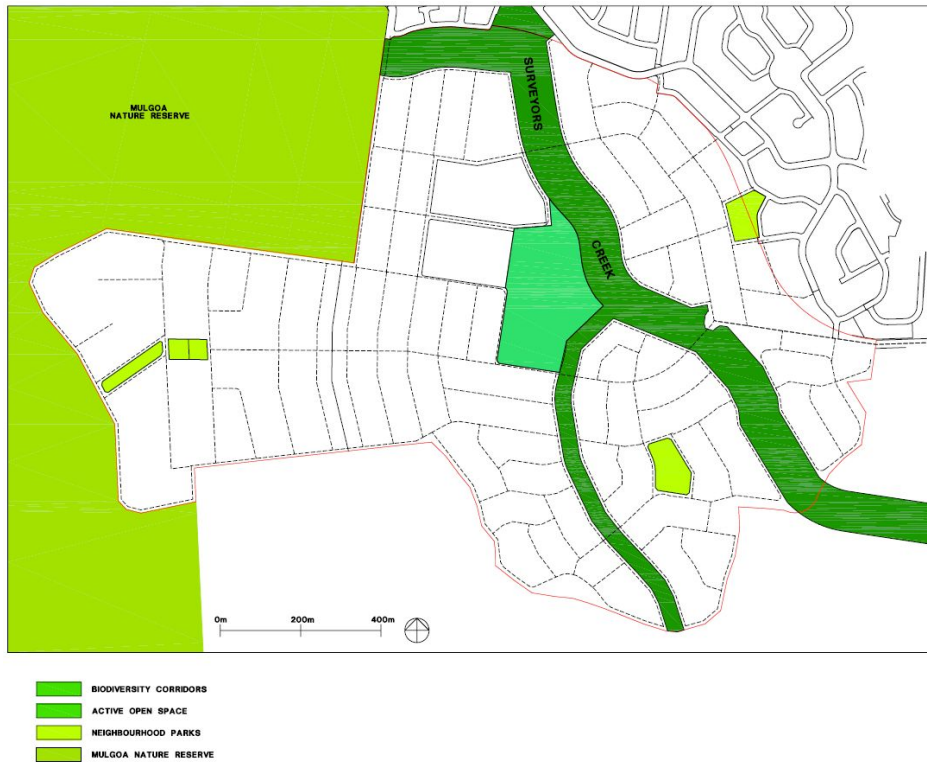 MULGOA
NATURE RESERVE
SURVEYORS
CREEK
0m 200m 400m
BIODIVERSITY CORRIDORS
ACTIVE OPEN SPACE
NEIGHBOURHOOD PARKS
MULGOA NATURE RESERVE